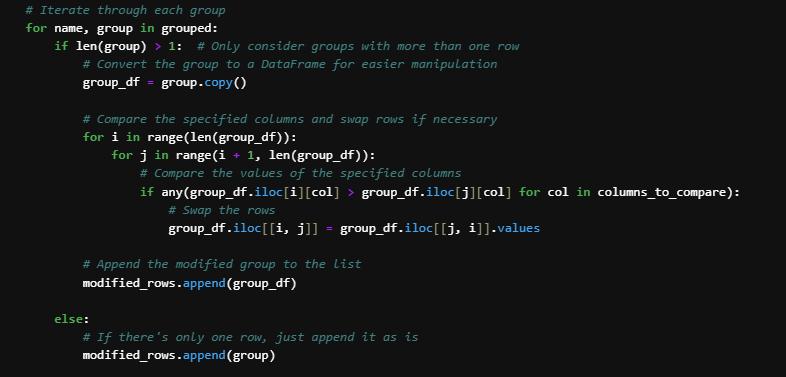 # Iterate through each group
for name, group in grouped:
    if len(group) > 1:  # Only consider groups with more than one row
        # Convert the group to a DataFrame for easier manipulation
        group_df = group.copy()

        # Compare the specified columns and swap rows if necessary
        for i in range(len(group_df)):
            for j in range(i + 1, len(group_df)):
                # Compare the values of the specified columns
                if any(group_df.iloc[i][col] > group_df.iloc[j][col] for col in columns_to_compare):
                    # Swap the rows
                    group_df.iloc[[i, j]] = group_df.iloc[[j, i]].values

        # Append the modified group to the list
        modified_rows.append(group_df)

    else:
        # If there's only one row, just append it as is
        modified_rows.append(group)